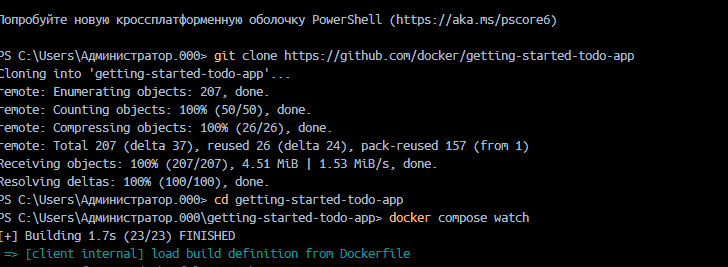 Попробуйте новую кроссплатформенную оболочку PowerShell (https://aka.ms/pscore6)
PS C:\Users\Администратор.000> git clone https://github.com/docker/getting-started-todo-app
Cloning into 'getting-started-todo-app'...
remote: Enumerating objects: 207, done.
remote: Counting objects: 100% (50/50), done.
remote: Compressing objects: 100% (26/26), done.
remote: Total 207 (delta 37), reused 26 (delta 24), pack-reused 157 (from 1)
Receiving objects: 100% (207/207), 4.51 MiB | 1.53 MiB/s, done.
Resolving deltas: 100% (100/100), done.
PS C:\Users\Администратор.000> cd getting-started-todo-app
PS C:\Users\Администратор.000\getting-started-todo-app> docker compose watch
[+] Building 1.7s (23/23) FINISHED
=> [client internal] load build definition from Dockerfile